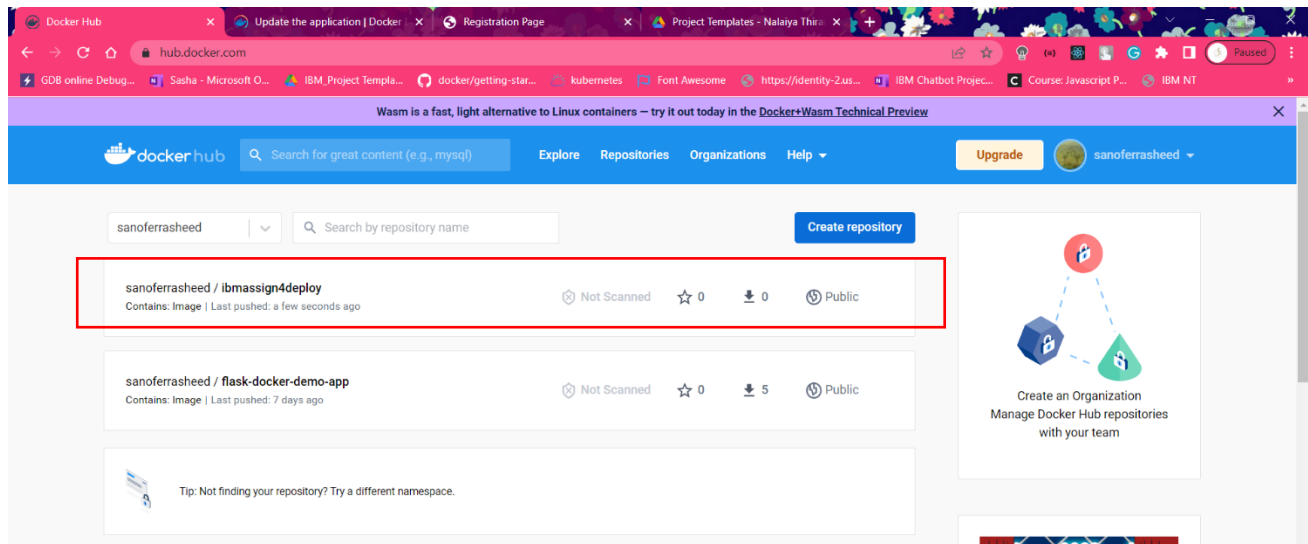 Docker Hub
Update the application | Docker
Registration Page
Project Templates - Nalaiya Thira
hub.docker.com
Paused
GDB online Debug...
Sasha - Microsoft O...
IBM_Project Templa...
docker/getting-star...
kubernetes
Font Awesome
https://identity-2.us...
IBM Chatbot Projec...
Course: Javascript P...
IBM NT
»
Wasm is a fast, light alternative to Linux containers — try it out today in the Docker+Wasm Technical Preview
dockerhub
Search for great content (e.g., mysql)
Explore
Repositories
Organizations
Help
Upgrade
sanoferrasheed
sanoferrasheed
Search by repository name
Create repository
sanoferrasheed / ibmassign4deploy
Contains: Image | Last pushed: a few seconds ago
Not Scanned
0
0
Public
sanoferrasheed / flask-docker-demo-app
Contains: Image | Last pushed: 7 days ago
Not Scanned
0
5
Public
Tip: Not finding your repository? Try a different namespace.
Create an Organization
Manage Docker Hub repositories
with your team